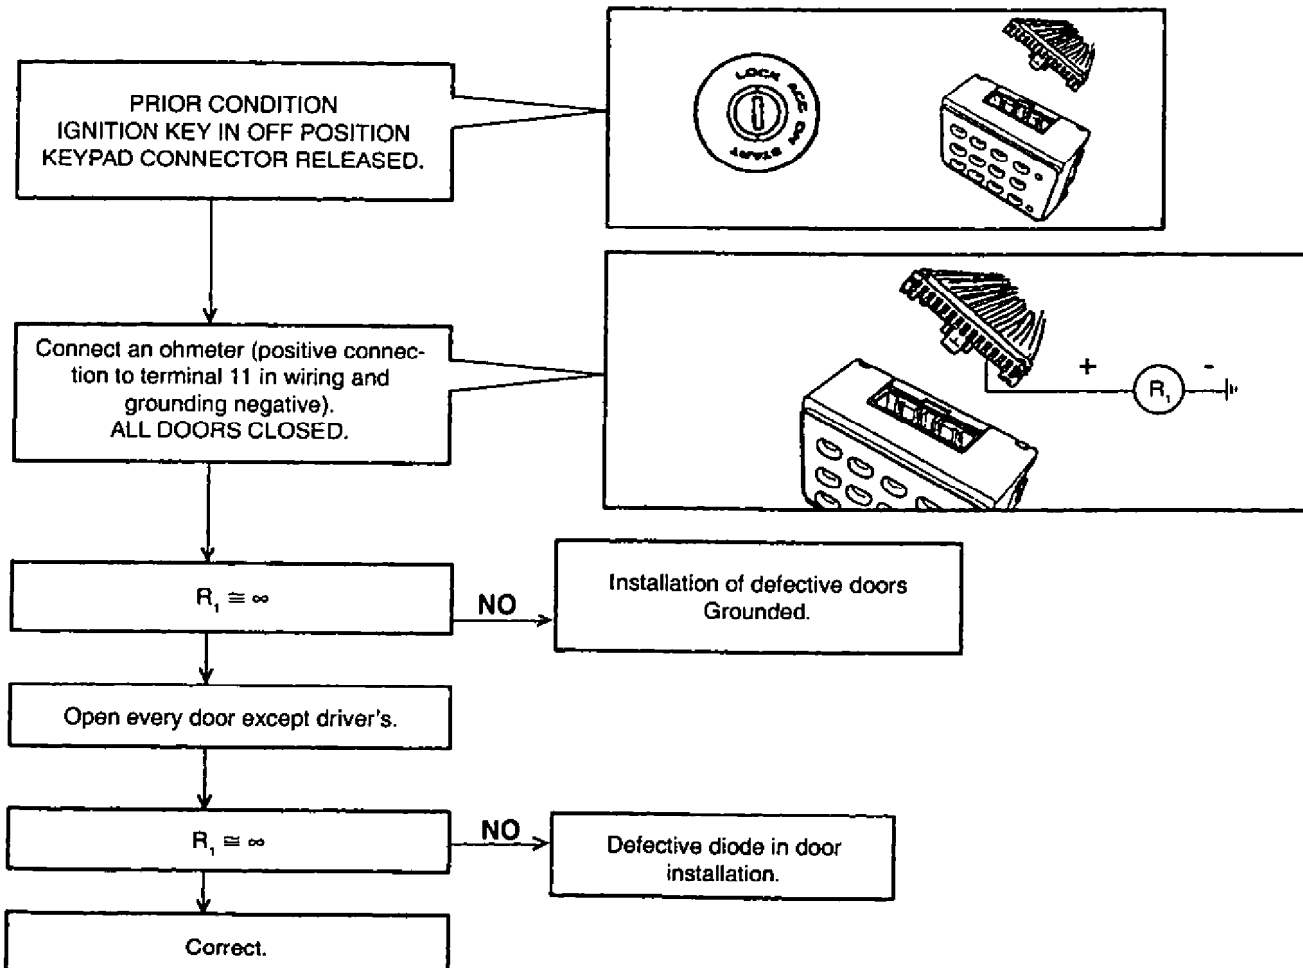 PRIOR CONDITION
IGNITION KEY IN OFF POSITION
KEYPAD CONNECTOR RELEASED.
LOCK ACC ON START
Connect an ohmeter (positive connec-
tion to terminal 11 in wiring and
grounding negative).
ALL DOORS CLOSED.
+ -
R₁
R₁ ≅ ∞
NO
Installation of defective doors
Grounded.
Open every door except driver's.
R₁ ≅ ∞
NO
Defective diode in door
installation.
Correct.